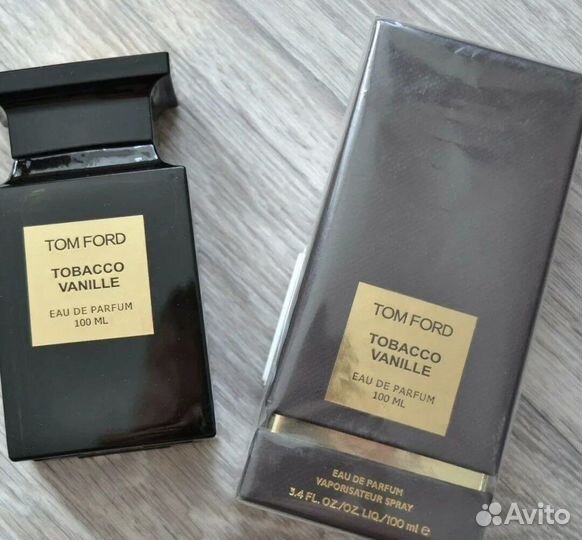 TOM FORD
TOBACCO
VANILLE
EAU DE PARFUM
100 ML
TOM FORD
TOBACCO
VANILLE
EAU DE PARFUM
100 ML
EAU DE PARFUM
VAPORISATEUR SPRAY
3.4 FL. OZ./OZ. LIQ./100 ml e
Avito